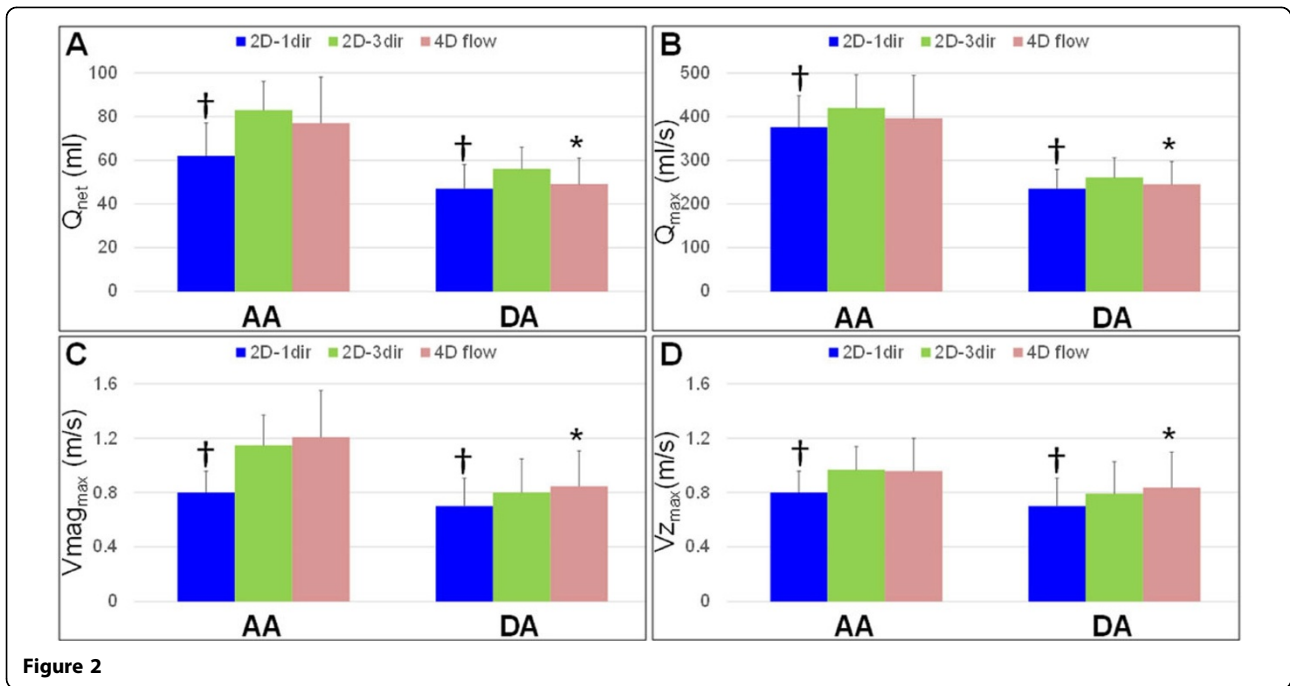 A
2D-1dir 2D-3dir 4D flow
100
80
60
40
20
0
Qnet (ml)
†
†
*
AA DA
B
2D-1dir 2D-3dir 4D flow
500
400
300
200
100
0
Qmax (ml/s)
†
†
*
AA DA
C
2D-1dir 2D-3dir 4D flow
1.6
1.2
0.8
0.4
0
Vmagmax (m/s)
†
†
*
AA DA
D
2D-1dir 2D-3dir 4D flow
1.6
1.2
0.8
0.4
0
Vzmax(m/s)
†
†
*
AA DA
Figure 2